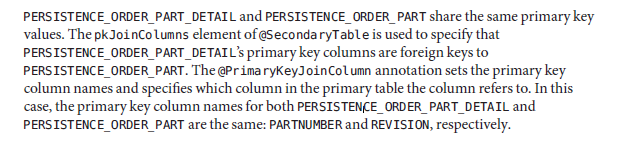 PERSISTENCE_ORDER_PART_DETAIL and PERSISTENCE_ORDER_PART share the same primary key
values. The pkJoinColumns element of @SecondaryTable is used to specify that
PERSISTENCE_ORDER_PART_DETAIL's primary key columns are foreign keys to
PERSISTENCE_ORDER_PART. The @PrimaryKeyJoinColumn annotation sets the primary key
column names and specifies which column in the primary table the column refers to. In this
case, the primary key column names for both PERSISTENCE_ORDER_PART_DETAIL and
PERSISTENCE_ORDER_PART are the same: PARTNUMBER and REVISION, respectively.